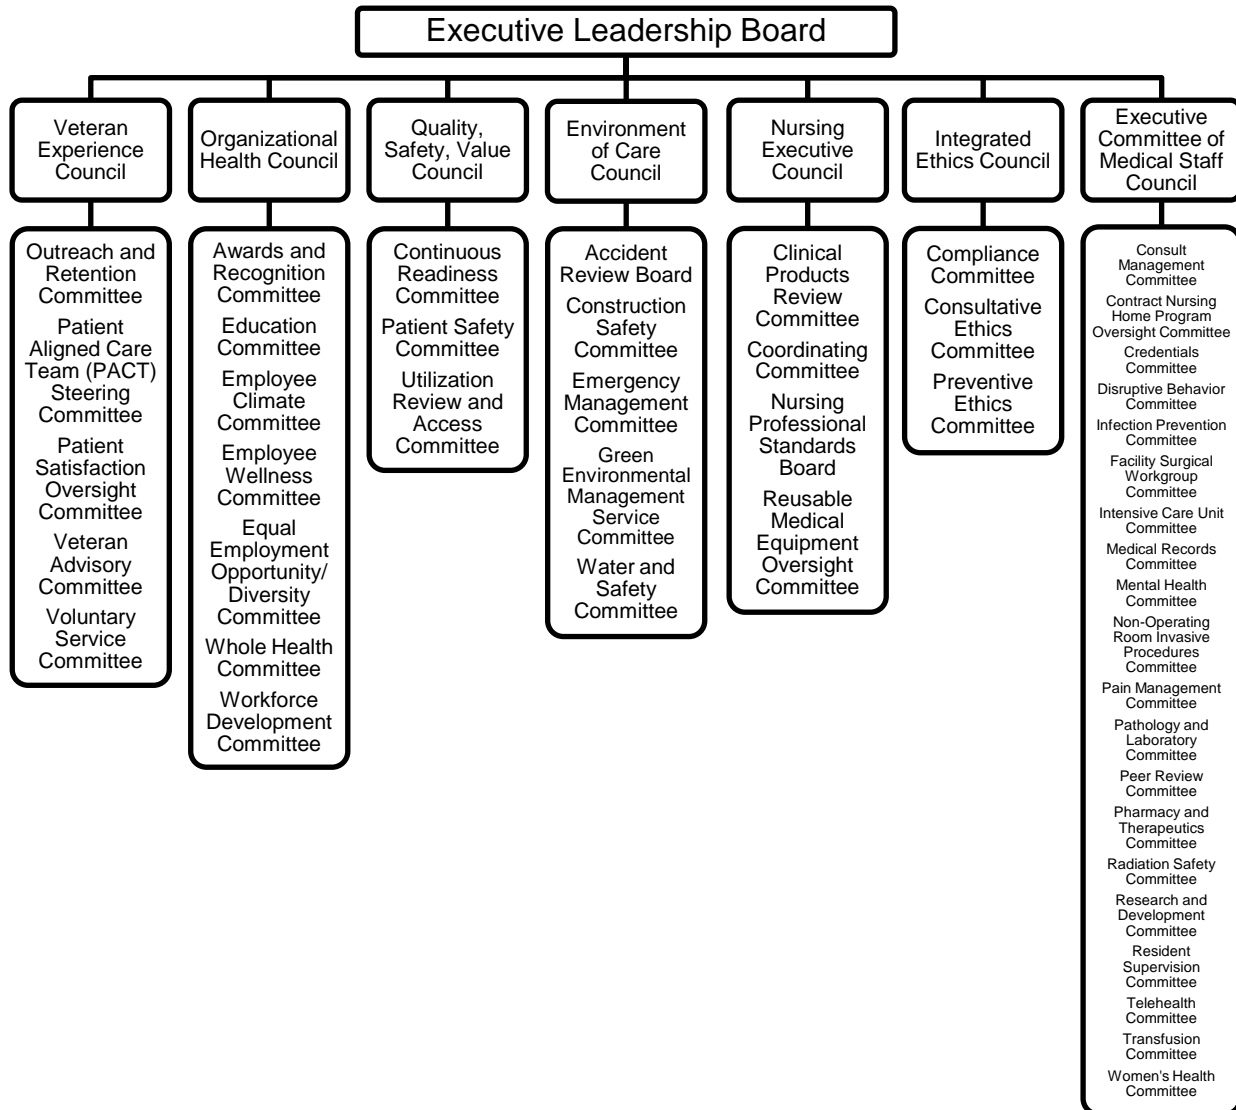 Executive Leadership Board
Veteran
Experience
Council
Organizational
Health Council
Quality,
Safety, Value
Council
Environment
of Care
Council
Nursing
Executive
Council
Integrated
Ethics Council
Executive
Committee of
Medical Staff
Council
Outreach and
Retention
Committee
Patient
Aligned Care
Team (PACT)
Steering
Committee
Patient
Satisfaction
Oversight
Committee
Veteran
Advisory
Committee
Voluntary
Service
Committee
Awards and
Recognition
Committee
Education
Committee
Employee
Climate
Committee
Employee
Wellness
Committee
Equal
Employment
Opportunity/
Diversity
Committee
Whole Health
Committee
Workforce
Development
Committee
Continuous
Readiness
Committee
Patient Safety
Committee
Utilization
Review and
Access
Committee
Accident
Review Board
Construction
Safety
Committee
Emergency
Management
Committee
Green
Environmental
Management
Service
Committee
Water and
Safety
Committee
Clinical
Products
Review
Committee
Coordinating
Committee
Nursing
Professional
Standards
Board
Reusable
Medical
Equipment
Oversight
Committee
Compliance
Committee
Consultative
Ethics
Committee
Preventive
Ethics
Committee
Consult
Management
Committee
Contract Nursing
Home Program
Oversight Committee
Credentials
Committee
Disruptive Behavior
Committee
Infection Prevention
Committee
Facility Surgical
Workgroup
Committee
Intensive Care Unit
Committee
Medical Records
Committee
Mental Health
Committee
Non-Operating
Room Invasive
Procedures
Committee
Pain Management
Committee
Pathology and
Laboratory
Committee
Peer Review
Committee
Pharmacy and
Therapeutics
Committee
Radiation Safety
Committee
Research and
Development
Committee
Resident
Supervision
Committee
Telehealth
Committee
Transfusion
Committee
Women's Health
Committee